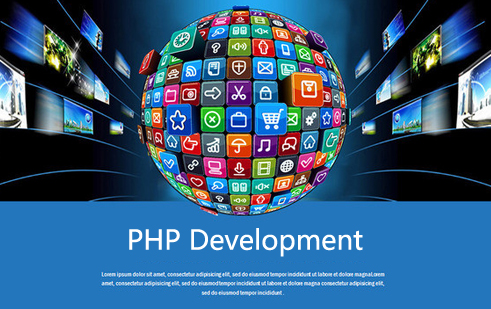 PHP Development
Lorem ipsum dolor sit amet, consectetur adipisicing elit, sed do eiusmod tempor incididunt ut labore et dolore magnaLorem
amet, consectetur adipisicing elit, sed do eiusmod tempor incididunt ut labore et dolore magna consectetur adipisicing elit,
sed do eiusmod tempor incididunt .